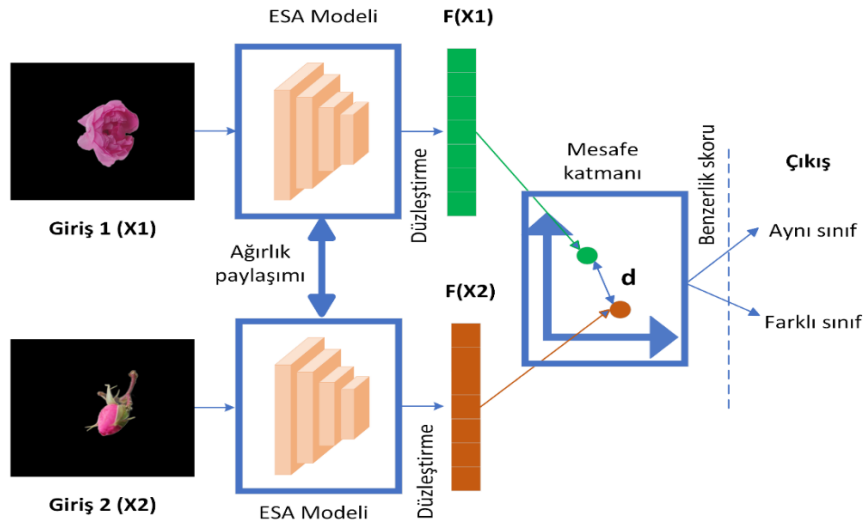 ESA Modeli
F(X1)
Giriş 1 (X1)
Düzleştirme
Ağırlık
paylaşımı
Mesafe
katmanı
d
Benzerlik skoru
Çıkış
Aynı sınıf
Farklı sınıf
F(X2)
Giriş 2 (X2)
ESA Modeli
Düzleştirme